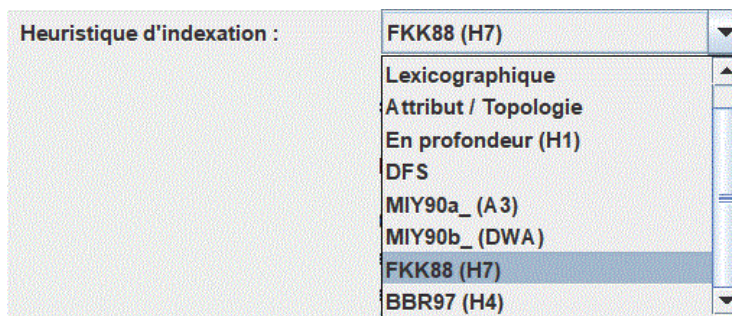 Heuristique d'indexation : FKK88 (H7)
Lexicographique
Attribut / Topologie
En profondeur (H1)
DFS
MIY90a_ (A3)
MIY90b_ (DWA)
FKK88 (H7)
BBR97 (H4)